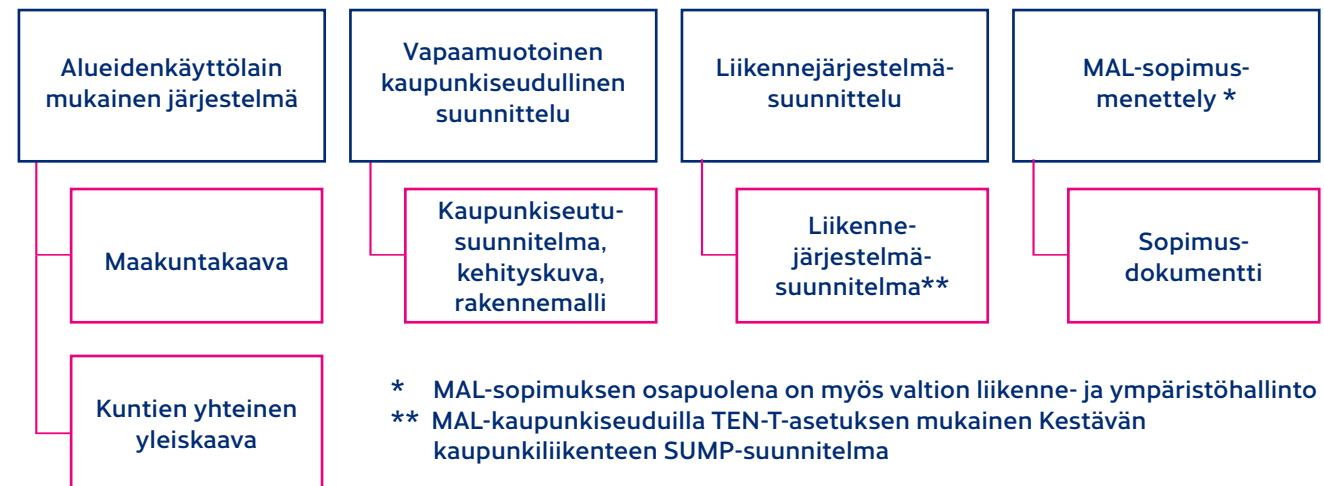 Alueidenkäyttölain
mukainen järjestelmä
Vapaamuotoinen
kaupunkiseudullinen
suunnittelu
Liikennejärjestelmä-
suunnittelu
MAL-sopimus-
menettely *
Maakuntakaava
Kaupunkiseutu-
suunnitelma,
kehityskuva,
rakennemalli
Liikenne-
järjestelmä-
suunnitelma**
Sopimus-
dokumentti
Kuntien yhteinen
yleiskaava
* MAL-sopimuksen osapuolena on myös valtion liikenne- ja ympäristöhallinto
** MAL-kaupunkiseuduilla TEN-T-asetuksen mukainen Kestävän
kaupunkiliikenteen SUMP-suunnitelma